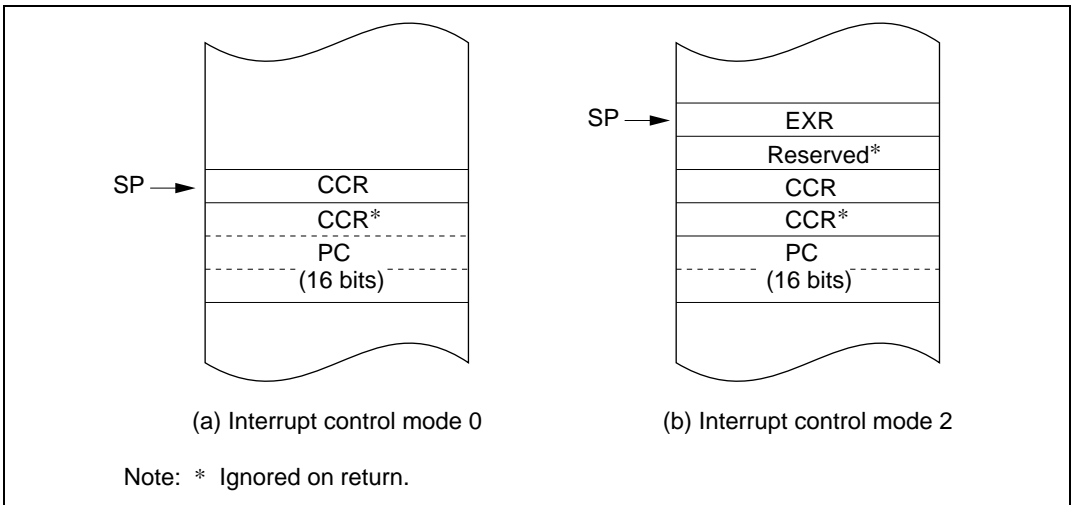 SP
CCR
CCR*
PC
(16 bits)
(a) Interrupt control mode 0
SP
EXR
Reserved*
CCR
CCR*
PC
(16 bits)
(b) Interrupt control mode 2
Note: * Ignored on return.